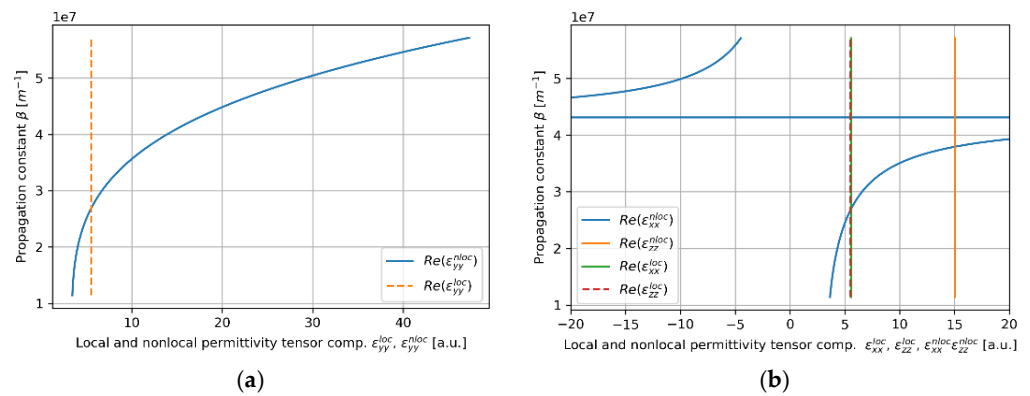 1e7
Propagation constant β [m⁻¹]
5
4
3
2
1
10
20
30
40
Re(ε_yy^nloc)
Re(ε_yy^loc)
Local and nonlocal permittivity tensor comp. ε_yy^loc, ε_yy^nloc [a.u.]
(a)
1e7
Propagation constant β [m⁻¹]
5
4
3
2
1
Re(ε_xx^nloc)
Re(ε_zz^nloc)
Re(ε_xx^loc)
Re(ε_zz^loc)
−20 −15 −10 −5 0 5 10 15 20
Local and nonlocal permittivity tensor comp. ε_xx^loc, ε_zz^loc, ε_xx^nloc ε_zz^nloc [a.u.]
(b)